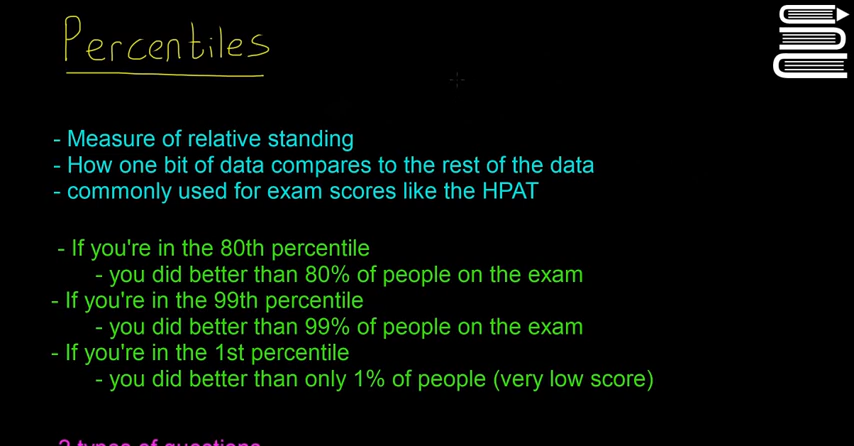 Percentiles
- Measure of relative standing
- How one bit of data compares to the rest of the data
- commonly used for exam scores like the HPAT
- If you're in the 80th percentile
- you did better than 80% of people on the exam
- If you're in the 99th percentile
- you did better than 99% of people on the exam
- If you're in the 1st percentile
- you did better than only 1% of people (very low score)
types of questions